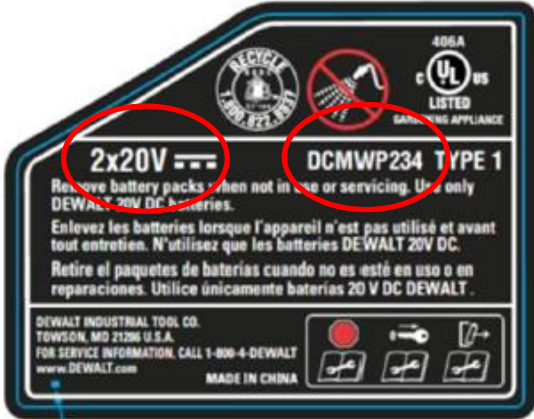 406A
RECYCLE
1.800.822.8837
C UL US
LISTED
GARDENING APPLIANCE
2x20V
DCMWP234 TYPE 1
Remove battery packs when not in use or servicing. Use only
DEWALT 20V DC batteries.
Enlevez les batteries lorsque l'appareil n'est pas utilisé et avant
tout entretien. N'utilisez que les batteries DEWALT 20V DC.
Retire el paquetes de baterías cuando no es esté en uso o en
reparaciones. Utilice únicamente baterías 20 V DC DEWALT .
DEWALT INDUSTRIAL TOOL CO.
TOWSON, MD 21286 U.S.A.
FOR SERVICE INFORMATION, CALL 1-800-4-DEWALT
www.DEWALT.com
MADE IN CHINA